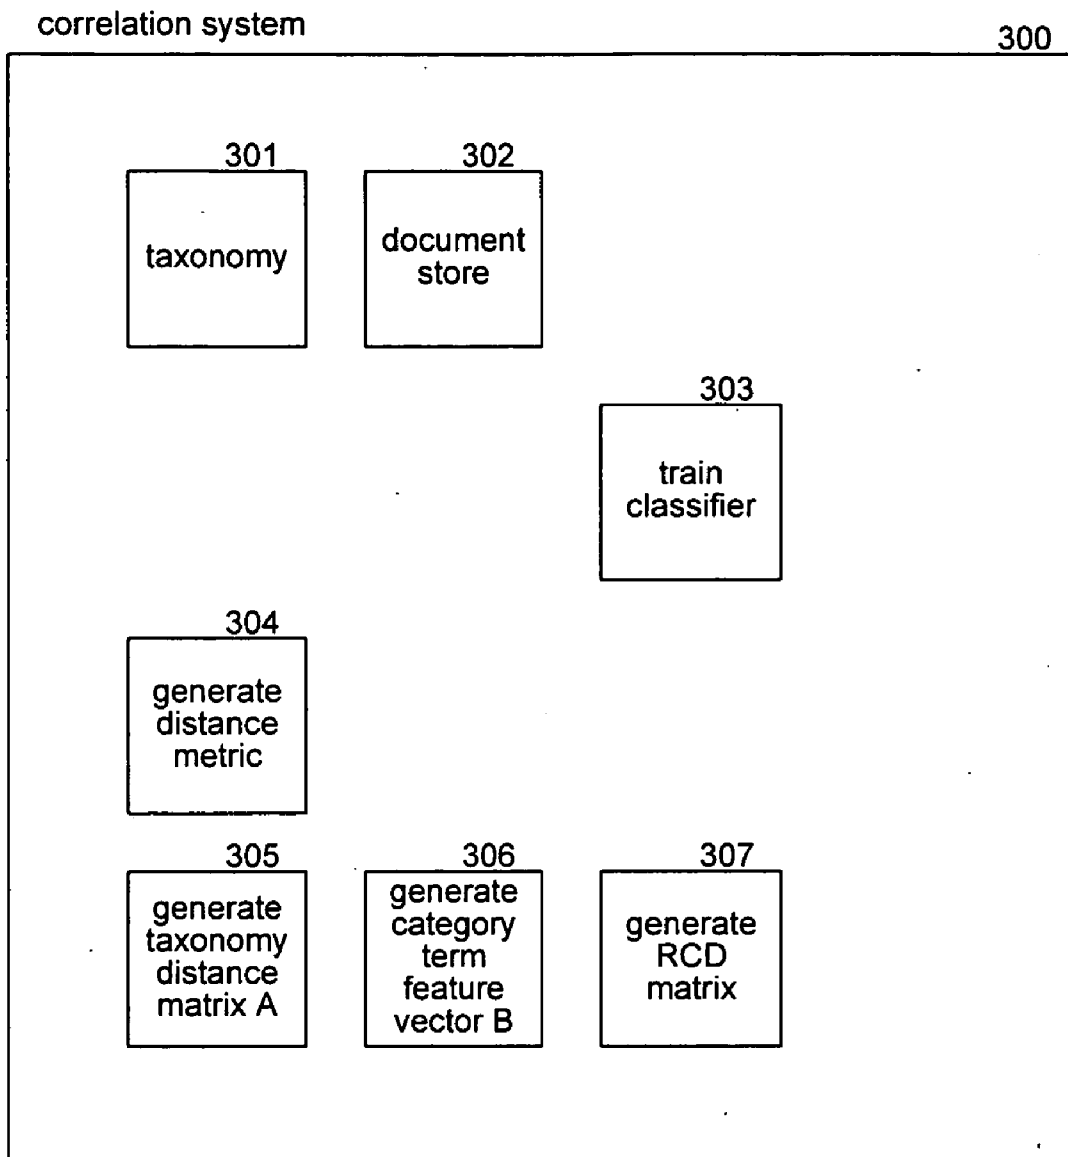 correlation system
300
301
302
taxonomy
document
store
303
train
classifier
304
generate
distance
metric
305
306
307
generate
taxonomy
distance
matrix A
generate
category
term
feature
vector B
generate
RCD
matrix